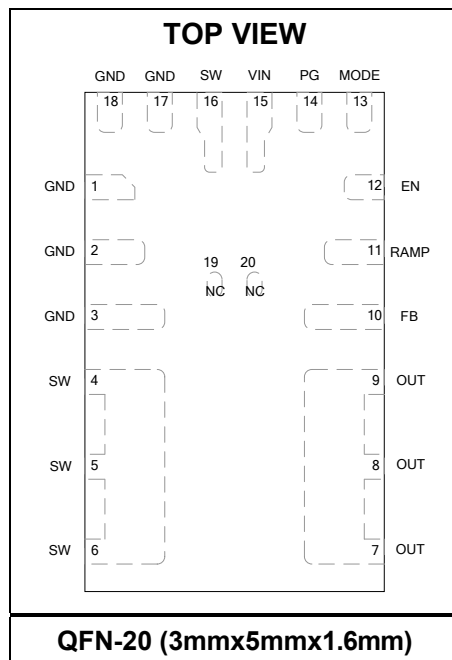 TOP VIEW
GND GND SW VIN PG MODE
18 17 16 15 14 13
GND 1 12 EN
GND 2 11 RAMP
19 20
NC NC
GND 3 10 FB
SW 4 9 OUT
SW 5 8 OUT
SW 6 7 OUT
QFN-20 (3mmx5mmx1.6mm)